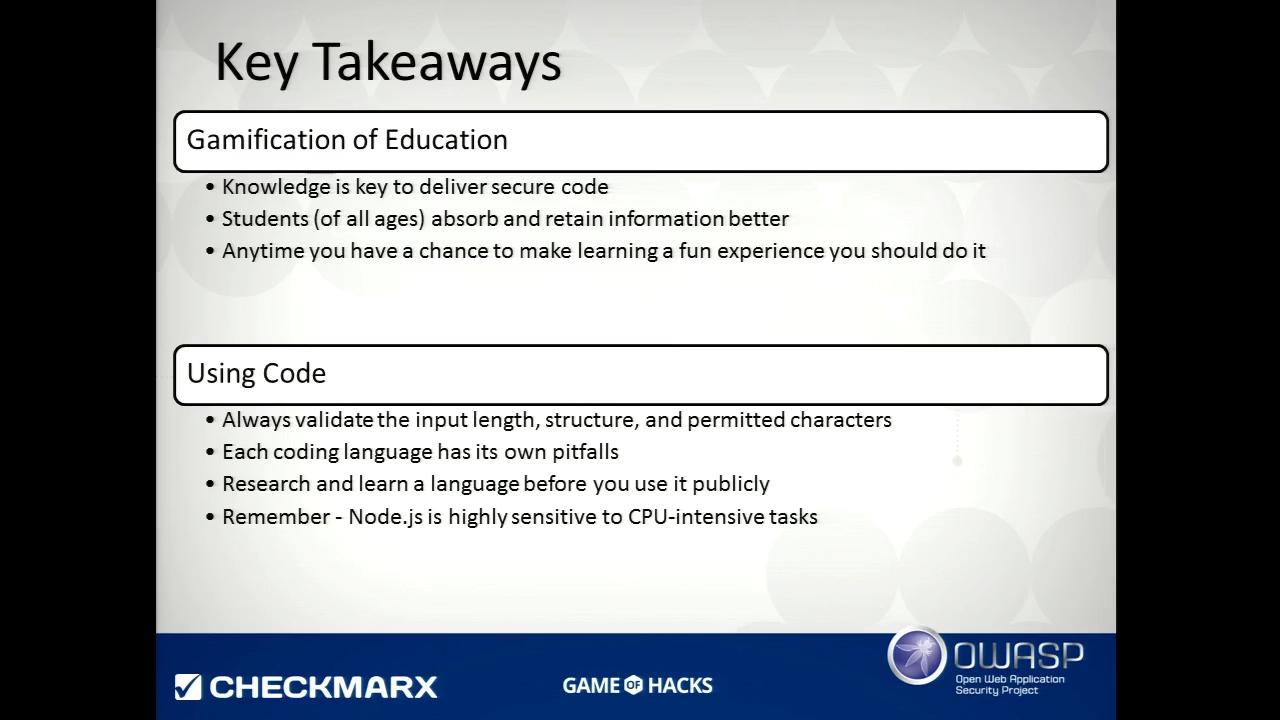 Key Takeaways
Gamification of Education
• Knowledge is key to deliver secure code
• Students (of all ages) absorb and retain information better
• Anytime you have a chance to make learning a fun experience you should do it
Using Code
• Always validate the input length, structure, and permitted characters
• Each coding language has its own pitfalls
• Research and learn a language before you use it publicly
• Remember - Node.js is highly sensitive to CPU-intensive tasks
CHECKMARX
GAME OF HACKS
OWASP
Open Web Application
Security Project